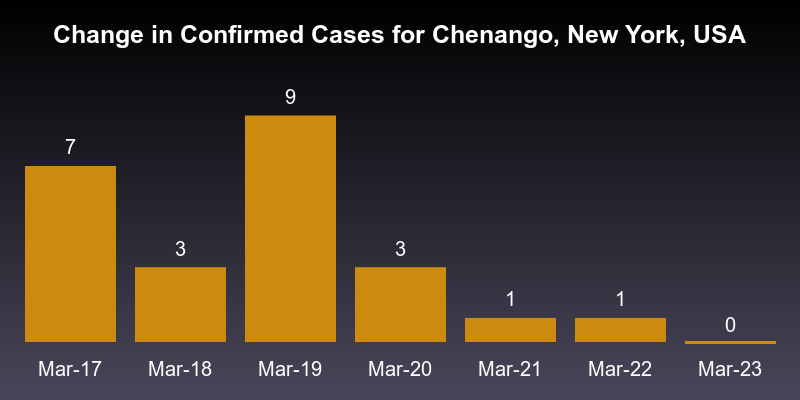 Change in Confirmed Cases for Chenango, New York, USA
7 3 9 3 1 1 0
Mar-17 Mar-18 Mar-19 Mar-20 Mar-21 Mar-22 Mar-23